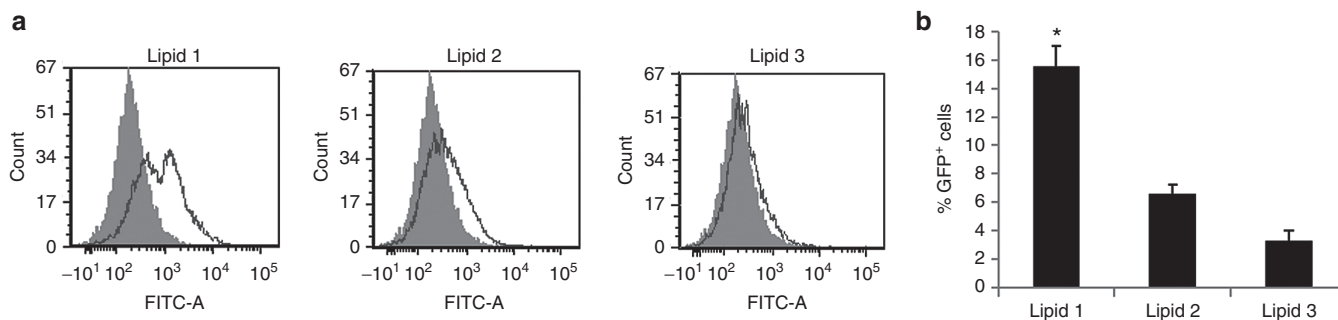 a
Lipid 1
67
51
34
17
0
Count
−10¹ 10² 10³ 10⁴ 10⁵
FITC-A
Lipid 2
67
51
34
17
0
Count
−10¹ 10² 10³ 10⁴ 10⁵
FITC-A
Lipid 3
67
51
34
17
0
Count
−10¹ 10² 10³ 10⁴ 10⁵
FITC-A
b
18
16
14
12
10
8
6
4
2
0
% GFP⁺ cells
*
Lipid 1 Lipid 2 Lipid 3